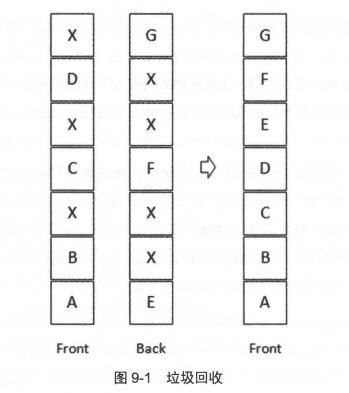 X G G
D X F
X X E
C F D
X X C
B X B
A E A
Front Back Front
图 9-1 垃圾回收